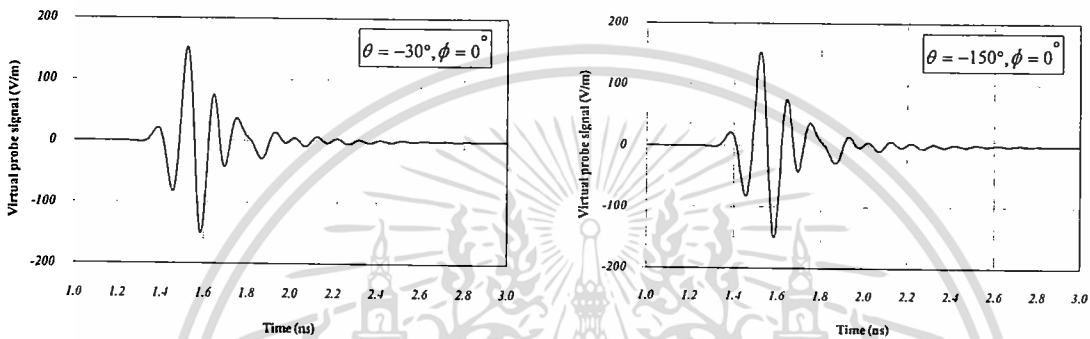 200
100
0
-100
-200
Virtual probe signal (V/m)
θ = −30°, ϕ = 0°
1.0 1.2 1.4 1.6 1.8 2.0 2.2 2.4 2.6 2.8 3.0
Time (ns)
200
100
0
-100
-200
Virtual probe signal (V/m)
θ = −150°, ϕ = 0°
1.0 1.2 1.4 1.6 1.8 2.0 2.2 2.4 2.6 2.8 3.0
Time (ns)